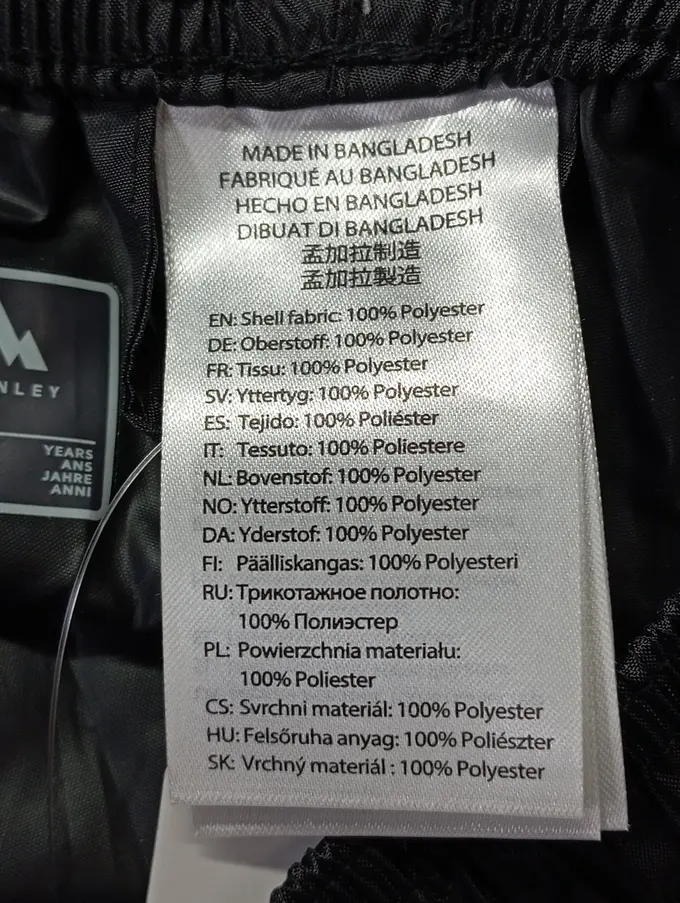 MADE IN BANGLADESH
FABRIQUÉ AU BANGLADESH
HECHO EN BANGLADESH
DIBUAT DI BANGLADESH
孟加拉制造
孟加拉製造
EN: Shell fabric: 100% Polyester
DE: Oberstoff: 100% Polyester
FR: Tissu: 100% Polyester
SV: Yttertyg: 100% Polyester
ES: Tejido: 100% Poliéster
IT: Tessuto: 100% Poliestere
NL: Bovenstof: 100% Polyester
NO: Ytterstoff: 100% Polyester
DA: Yderstof: 100% Polyester
FI: Päälliskangas: 100% Polyesteri
RU: Трикотажное полотно:
100% Полиэстер
PL: Powierzchnia materiału:
100% Poliester
CS: Svrchni materiál: 100% Polyester
HU: Felsőruha anyag: 100% Poliészter
SK: Vrchný materiál : 100% Polyester
NLEY
YEARS
ANS
JAHRE
ANNI